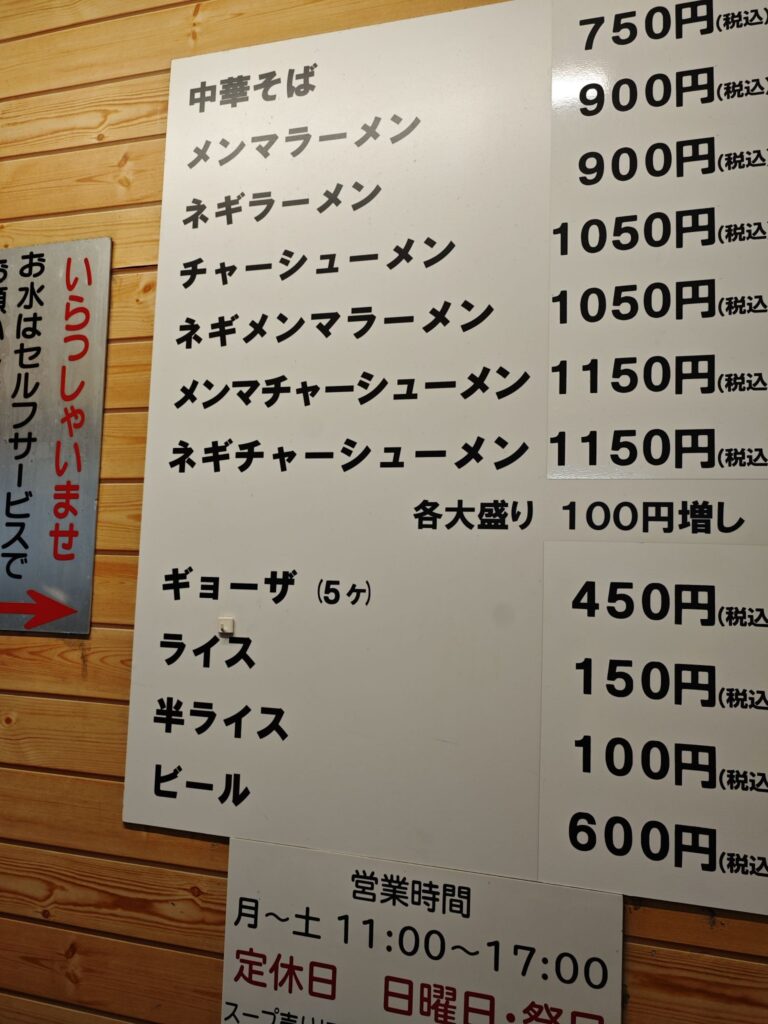 中華そば 750円(税込)
メンマラーメン 900円(税込)
ネギラーメン 900円(税込)
チャーシューメン 1050円(税込
ネギメンマラーメン 1050円(税込
メンマチャーシューメン 1150円(税込
ネギチャーシューメン 1150円(税込
各大盛り 100円増し
ギョーザ (5ヶ) 450円(税込
ライス 150円(税込
半ライス 100円(税込
ビール 600円(税込
いらっしゃいませ
お水はセルフサービスで
お願い
営業時間
月～土 11:00～17:00
定休日 日曜日・祭日
スープ売り